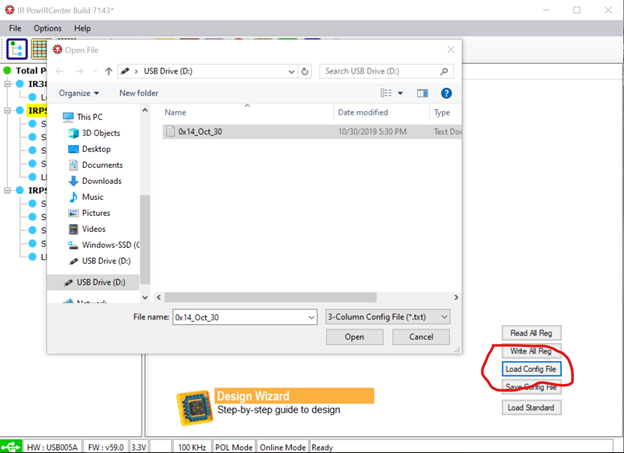 IR PowIRCenter Build 7143*
File Options Help
Open File
USB Drive (D:)
Search USB Drive (D:)
Organize
New folder
Name
Date modified
Type
0x14_Oct_30
10/30/2019 5:30 PM
Text Doc
This PC
3D Objects
Desktop
Documents
Downloads
Music
Pictures
Videos
Windows-SSD (C
USB Drive (D:)
USB Drive (D:)
Network
File name:
0x14_Oct_30
3-Column Config File (*.txt)
Open
Cancel
Total P
IR38
L
IRPS
S
S
S
S
L
IRPS
S
S
S
S
L
Read All Reg
Write All Reg
Load Config File
Save Config File
Load Standard
Design Wizard
Step-by-step guide to design
HW : USB005A
FW : v59.0
3.3V
100 KHz
POL Mode
Online Mode
Ready